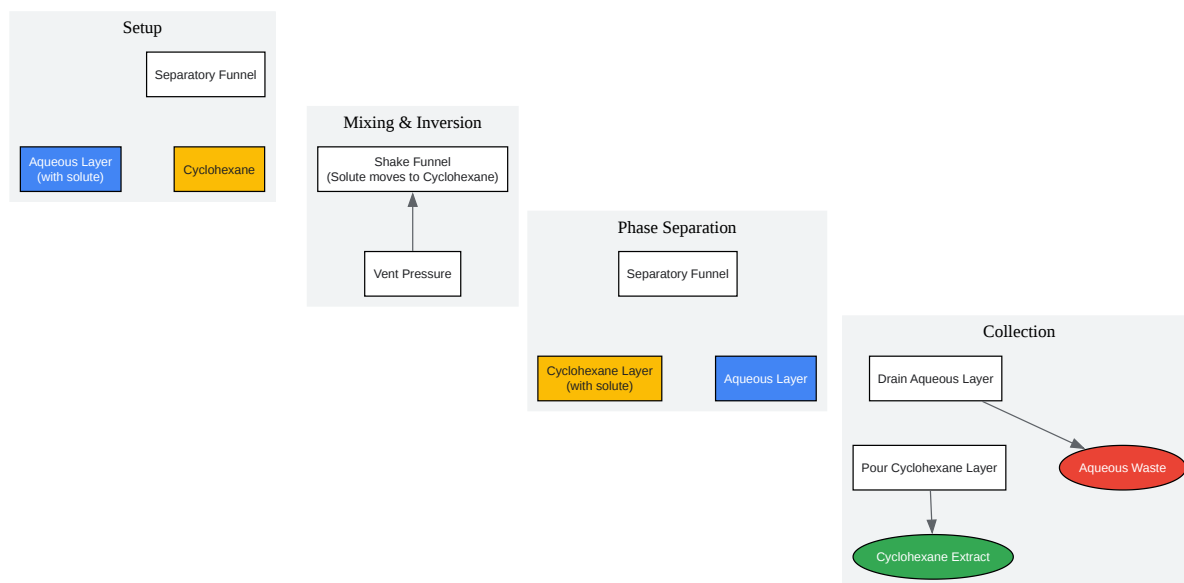 Setup
Separatory Funnel
Aqueous Layer
(with solute)
Cyclohexane
Mixing & Inversion
Shake Funnel
(Solute moves to Cyclohexane)
Vent Pressure
Phase Separation
Separatory Funnel
Cyclohexane Layer
(with solute)
Aqueous Layer
Collection
Drain Aqueous Layer
Pour Cyclohexane Layer
Aqueous Waste
Cyclohexane Extract